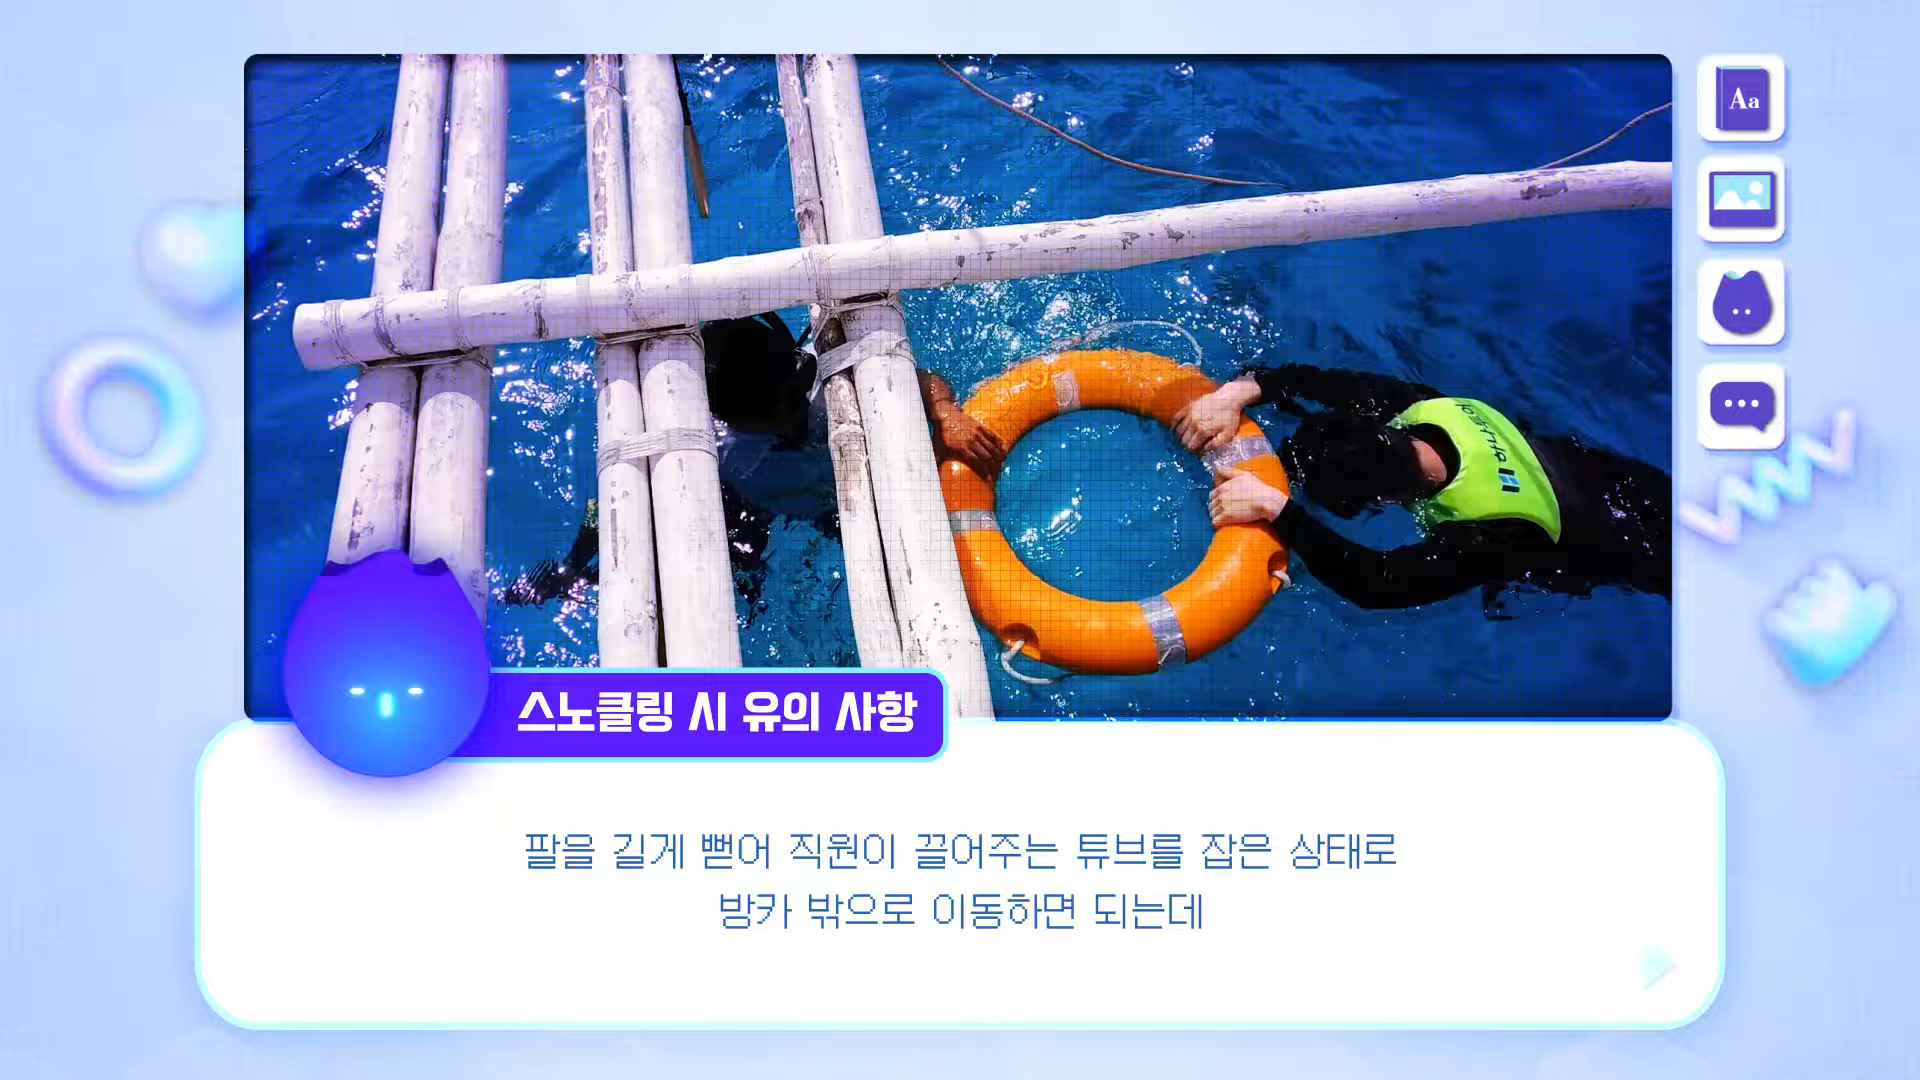 Aa
스노클링 시 유의 사항
팔을 길게 뻗어 직원이 끌어주는 튜브를 잡은 상태로
방카 밖으로 이동하면 되는데